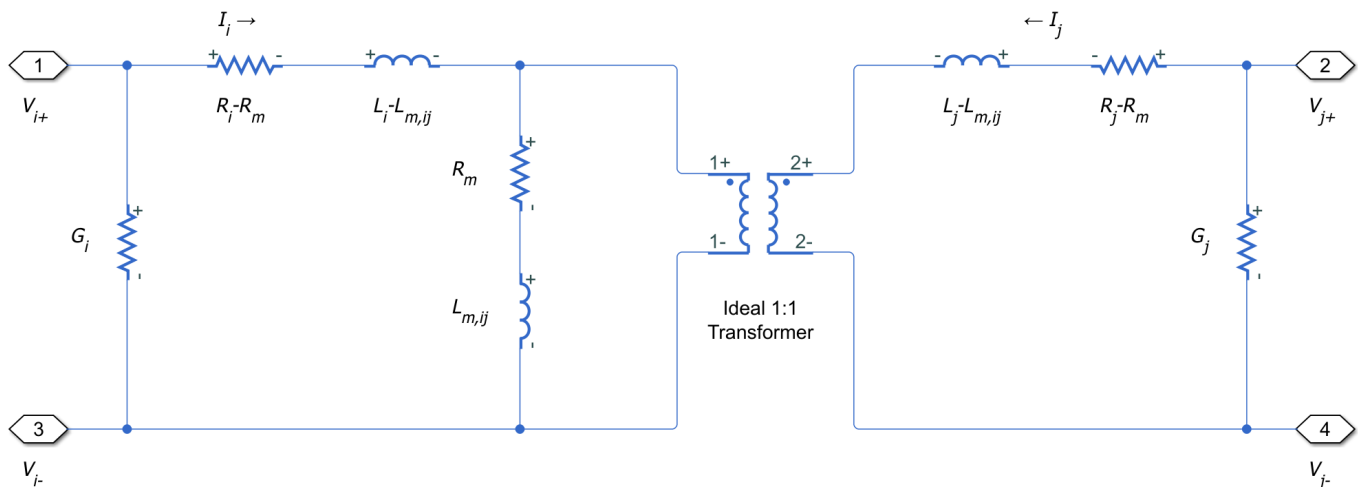 I_i →
← I_j
1
+
-
+
-
-
+
-
+
2
V_i+
R_i-R_m
L_i-L_m,ij
L_j-L_m,ij
R_j-R_m
V_j+
+
R_m
-
1+
2+
+
G_i
-
1-
2-
+
G_j
-
+
L_m,ij
-
Ideal 1:1
Transformer
3
4
V_i-
V_j-